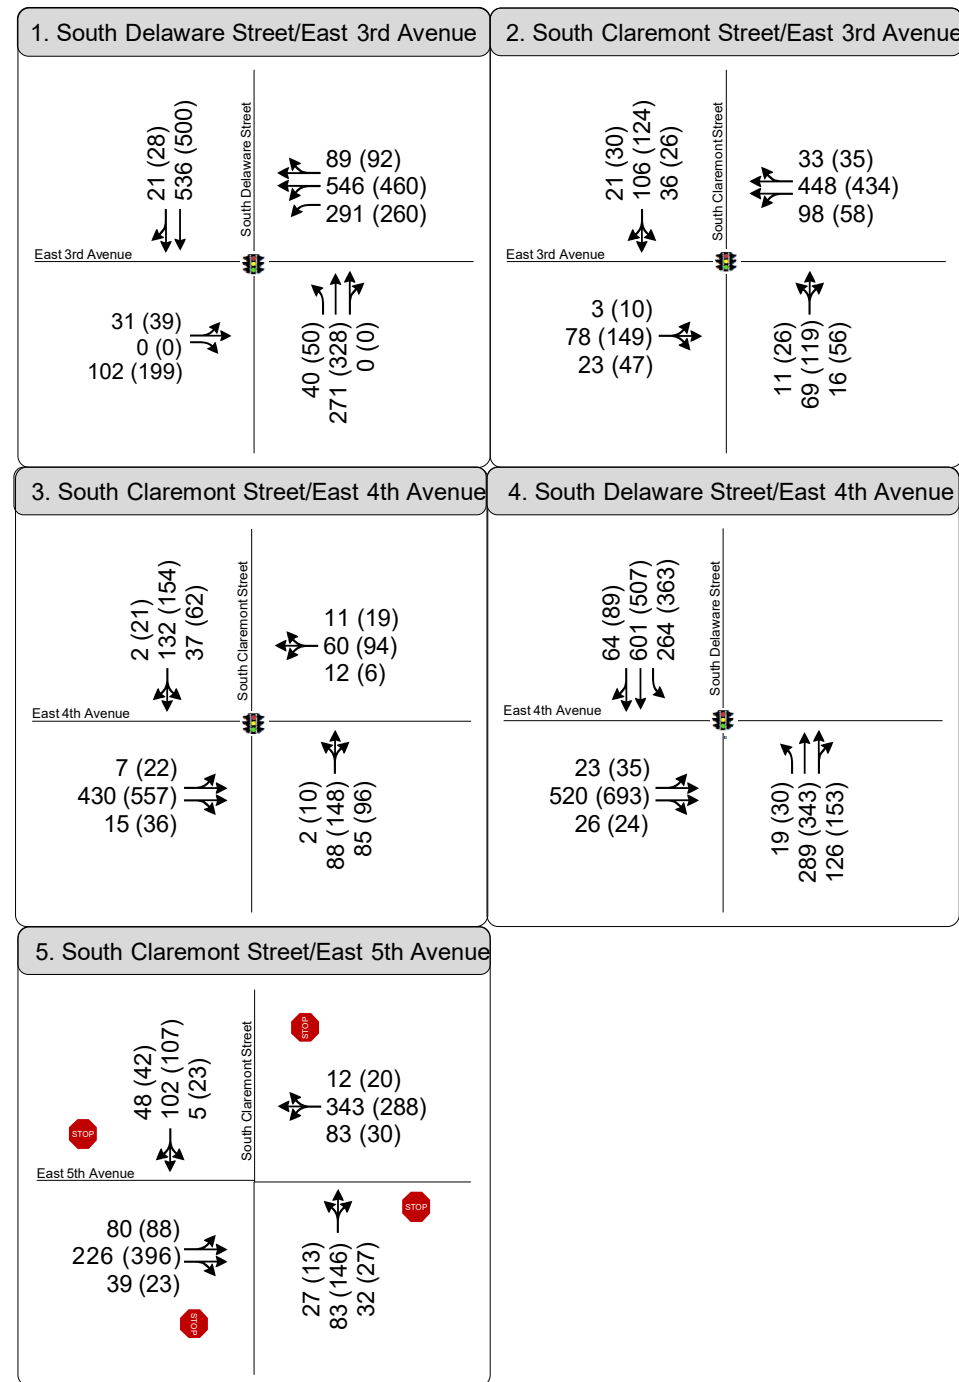 1. South Delaware Street/East 3rd Avenue
21 (28)
536 (500)
South Delaware Street
89 (92)
546 (460)
291 (260)
East 3rd Avenue
31 (39)
0 (0)
102 (199)
40 (50)
271 (328)
0 (0)
2. South Claremont Street/East 3rd Avenue
21 (30)
106 (124)
36 (26)
South Claremont Street
33 (35)
448 (434)
98 (58)
East 3rd Avenue
3 (10)
78 (149)
23 (47)
11 (26)
69 (119)
16 (56)
3. South Claremont Street/East 4th Avenue
2 (21)
132 (154)
37 (62)
South Claremont Street
11 (19)
60 (94)
12 (6)
East 4th Avenue
7 (22)
430 (557)
15 (36)
2 (10)
88 (148)
85 (96)
4. South Delaware Street/East 4th Avenue
64 (89)
601 (507)
264 (363)
South Delaware Street
East 4th Avenue
23 (35)
520 (693)
26 (24)
19 (30)
289 (343)
126 (153)
5. South Claremont Street/East 5th Avenue
48 (42)
102 (107)
5 (23)
South Claremont Street
STOP
12 (20)
343 (288)
83 (30)
STOP
East 5th Avenue
STOP
80 (88)
226 (396)
39 (23)
27 (13)
83 (146)
32 (27)
STOP